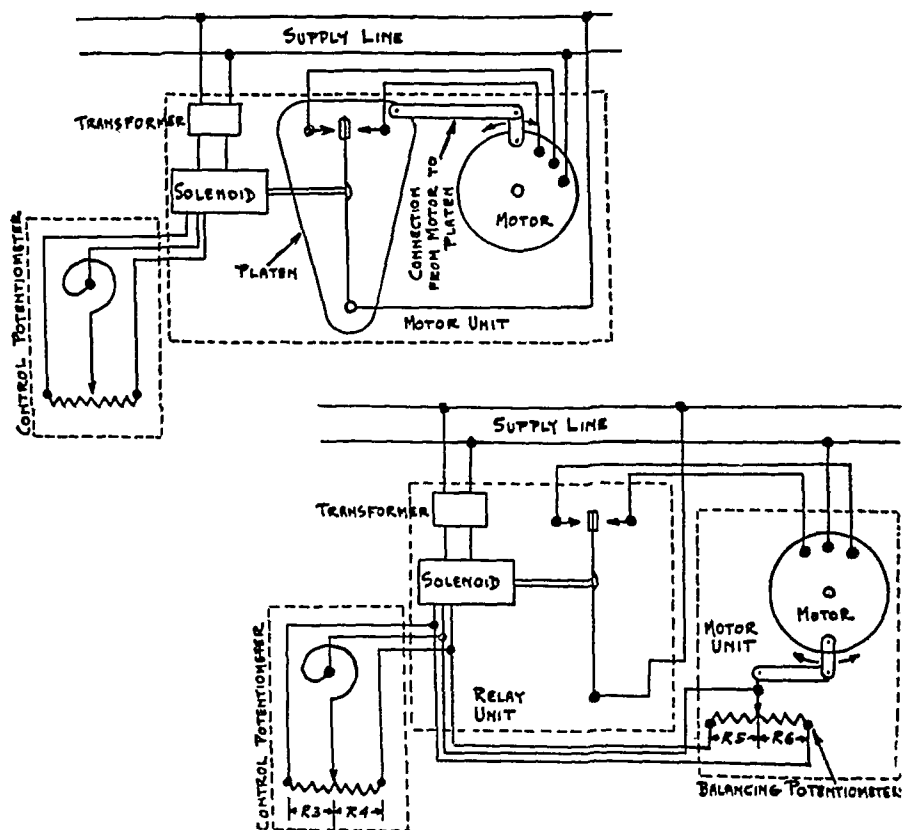 SUPPLY LINE
TRANSFORMER
SOLENOID
CONTROL POTENTIOMETER
PLATEN
CONNECTION
FROM MOTOR TO
PLATEN
MOTOR
MOTOR UNIT
SUPPLY LINE
TRANSFORMER
SOLENOID
CONTROL POTENTIOMETER
RELAY
UNIT
MOTOR
MOTOR
UNIT
R3
R4
R5
R6
BALANCING POTENTIOMETER